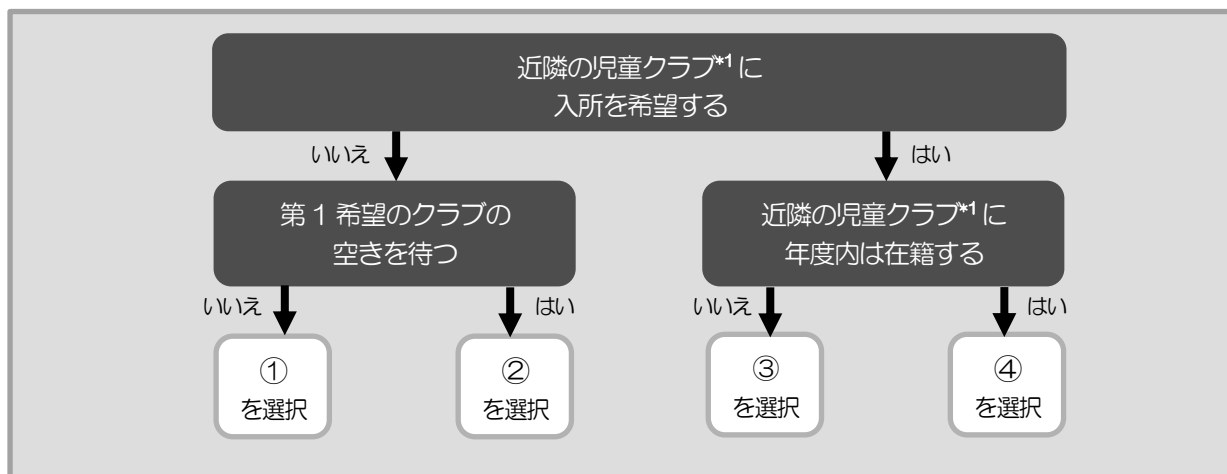 近隣の児童クラブ*1に
入所を希望する
いいえ
はい
第1希望のクラブの
空きを待つ
近隣の児童クラブ*1に
年度内は在籍する
いいえ
はい
いいえ
はい
①
を選択
②
を選択
③
を選択
④
を選択